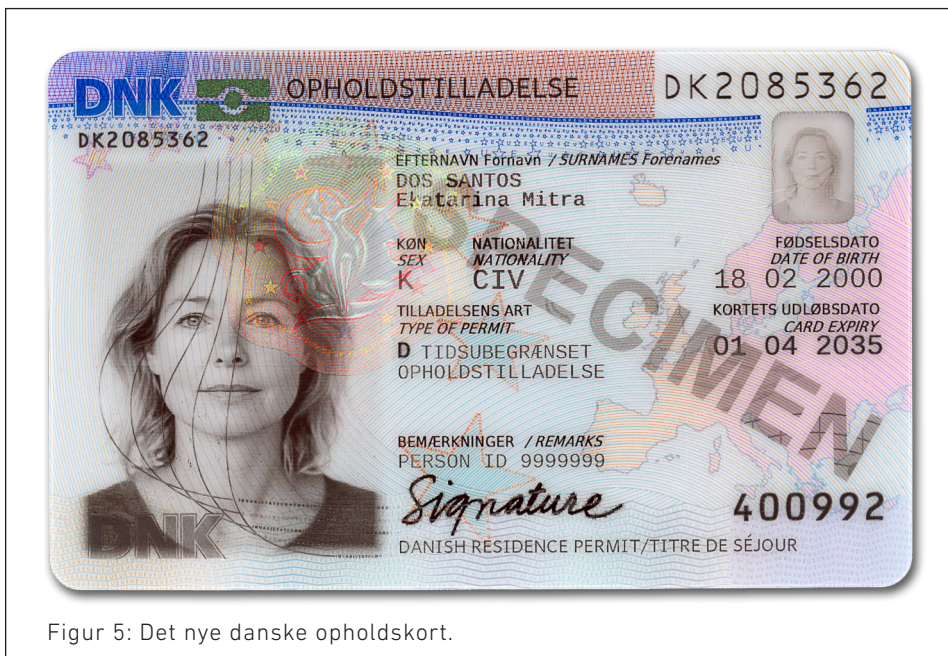 DNK
OPHOLDSTILLADELSE
DK2085362
DK2085362
EFTERNAVN Fornavn / SURNAMES Forenames
DOS SANTOS
Ekatarina Mitra
KØN
SEX
K
NATIONALITET
NATIONALITY
CIV
FØDSELSDATO
DATE OF BIRTH
18 02 2000
TILLADELSENS ART
TYPE OF PERMIT
D TIDSUBEGRÆNSET
OPHOLDSTILLADELSE
KORTETS UDLØBSDATO
CARD EXPIRY
01 04 2035
SPECIMEN
BEMÆRKNINGER / REMARKS
PERSON ID 9999999
Signature
400992
DNK
DANISH RESIDENCE PERMIT/TITRE DE SÉJOUR
Figur 5: Det nye danske opholdskort.